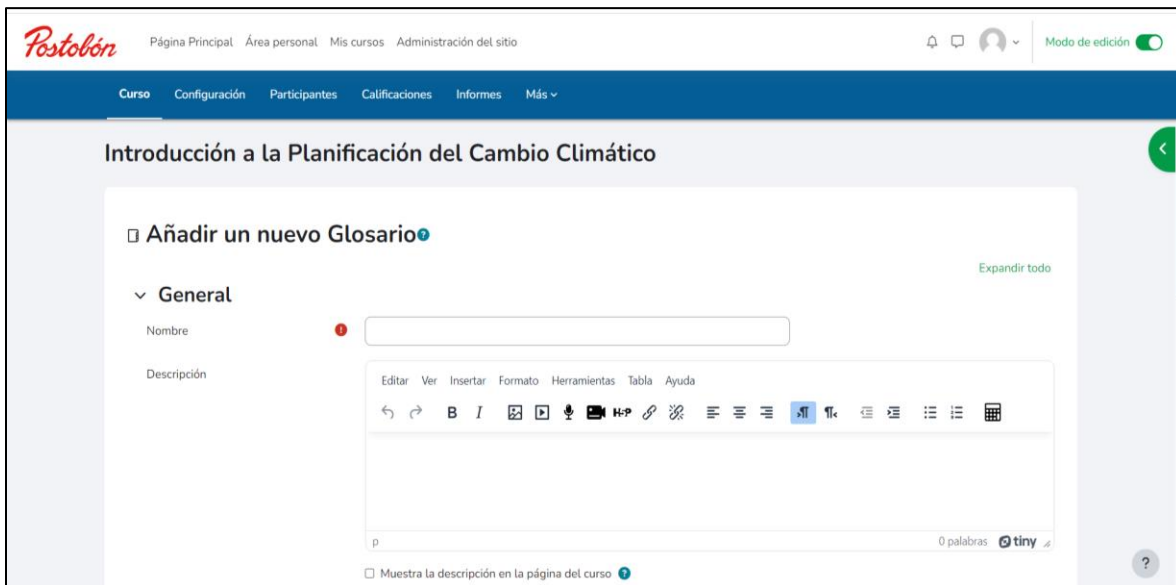 Postobón
Página Principal Área personal Mis cursos Administración del sitio
Modo de edición
Curso Configuración Participantes Calificaciones Informes Más
Introducción a la Planificación del Cambio Climático
Añadir un nuevo Glosario
Expandir todo
General
Nombre
Descripción
Editar Ver Insertar Formato Herramientas Tabla Ayuda
B I H-P
p
0 palabras tiny
Muestra la descripción en la página del curso ?
?